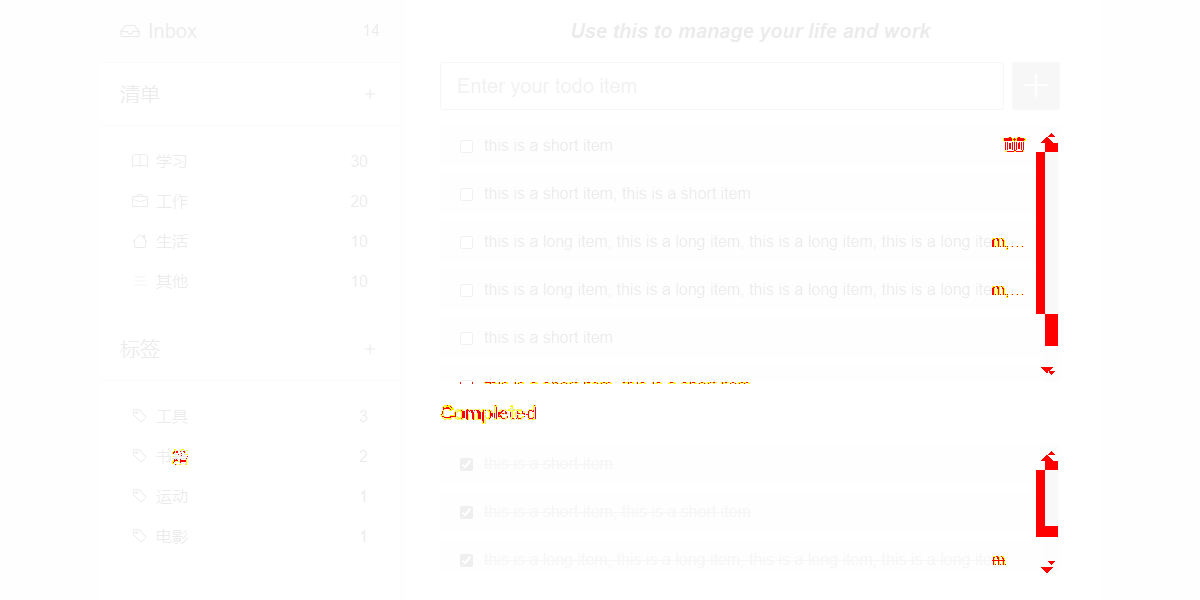 Inbox 14
清单 +
学习 30
工作 20
生活 10
其他 10
标签 +
工具 3
2
运动 1
电影 1
Use this to manage your life and work
Enter your todo item
this is a short item
this is a short item, this is a short item
this is a long item, this is a long item, this is a long item, this is a long item,...
this is a long item, this is a long item, this is a long item, this is a long item,...
this is a short item
this is a short item, this is a short item
Completed
this is a short item
this is a short item, this is a short item
this is a long item, this is a long item, this is a long item, this is a long item